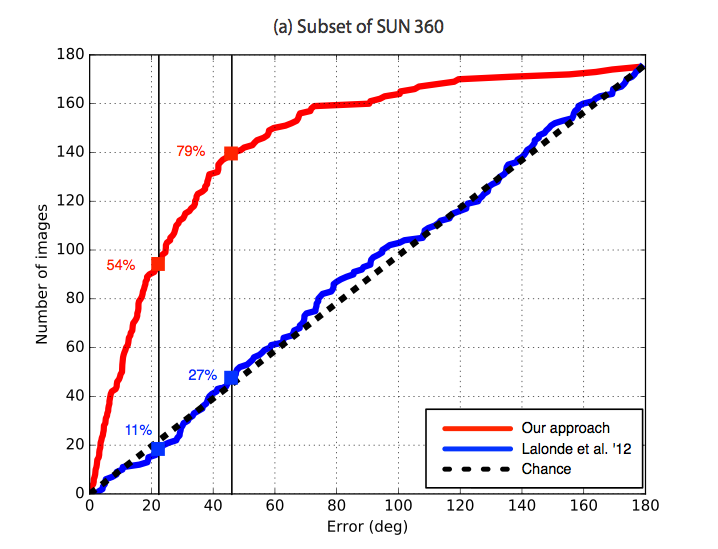 (a) Subset of SUN 360
180
160
140
120
100
80
60
40
20
0
Number of images
79%
54%
27%
11%
Our approach
Lalonde et al. '12
Chance
0 20 40 60 80 100 120 140 160 180
Error (deg)